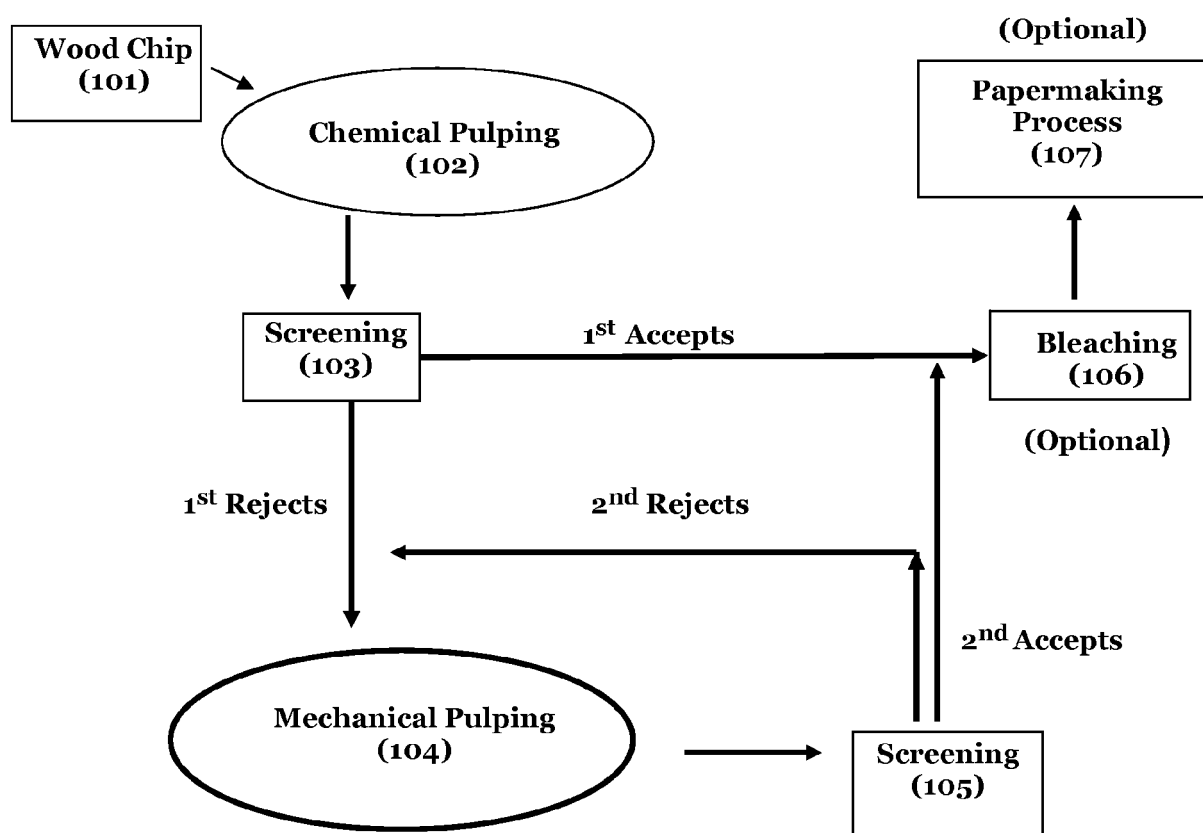 Wood Chip
(101)
Chemical Pulping
(102)
(Optional)
Papermaking
Process
(107)
Screening
(103)
1st Accepts
Bleaching
(106)
(Optional)
1st Rejects
2nd Rejects
2nd Accepts
Mechanical Pulping
(104)
Screening
(105)